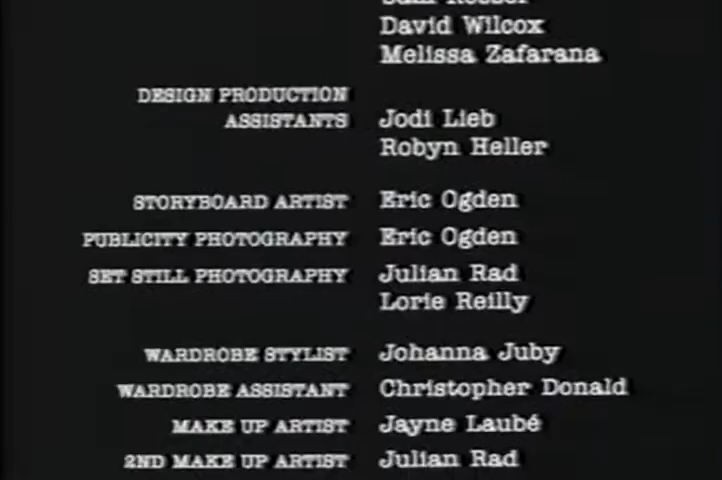 David Wilcox
Melissa Zafarana
DESIGN PRODUCTION
ASSISTANTS Jodi Lieb
Robyn Heller
STORYBOARD ARTIST Eric Ogden
PUBLICITY PHOTOGRAPHY Eric Ogden
SET STILL PHOTOGRAPHY Julian Rad
Lorie Reilly
WARDROBE STYLIST Johanna Juby
WARDROBE ASSISTANT Christopher Donald
MAKE UP ARTIST Jayne Laubé
2ND MAKE UP ARTIST Julian Rad